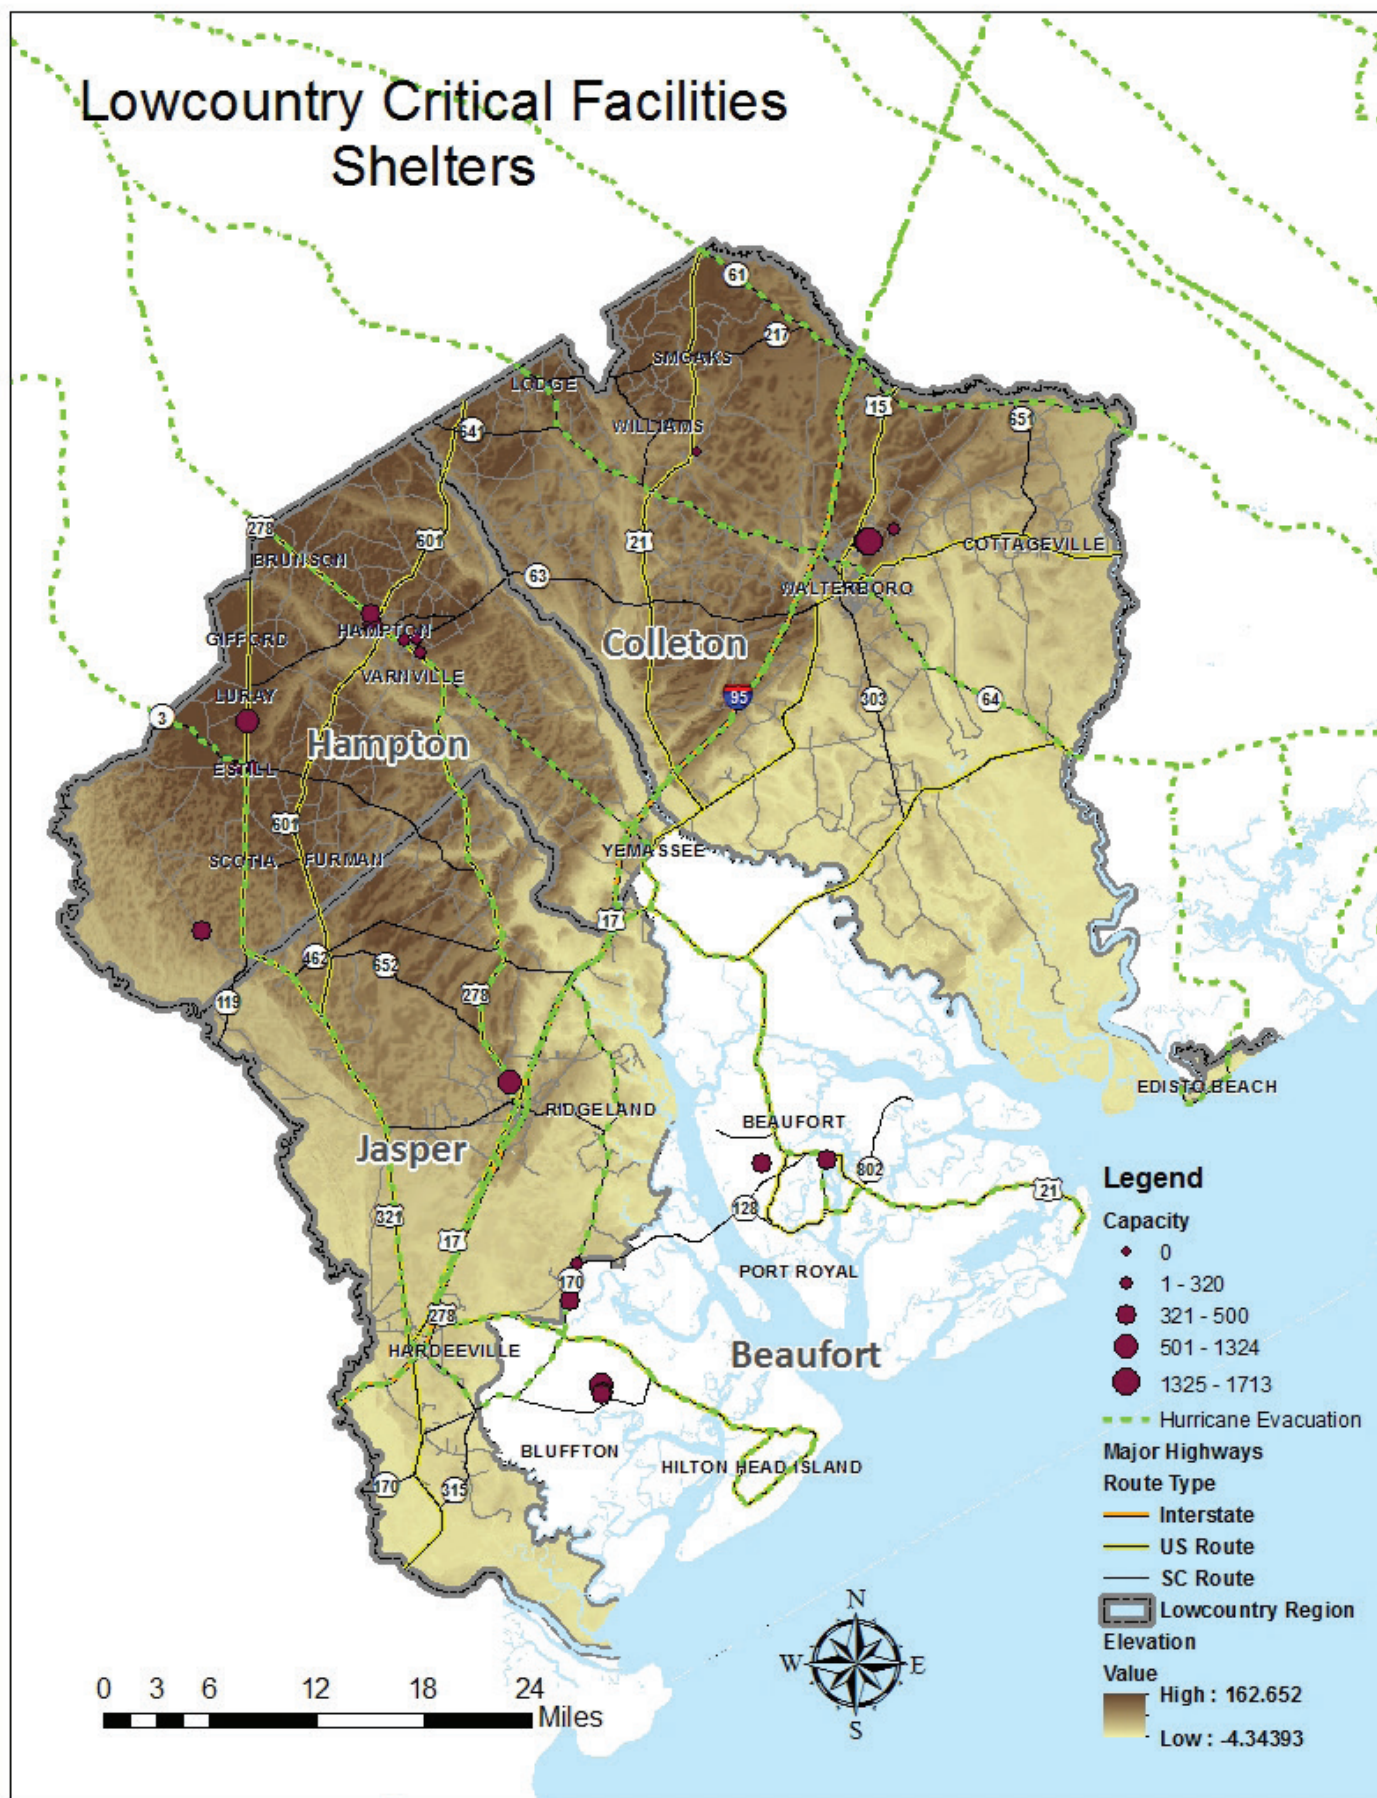 Lowcountry Critical Facilities
Shelters
61
217
SMOAKS
LODGE
15
651
WILLIAMS
641
278
601
21
BRUNSON
COTTAGEVILLE
63
WALTERBORO
GIFFORD
HAMPTON
Colleton
VARNVILLE
LURAY
95
303
64
3
Hampton
ESTILL
601
SCOTIA
FURMAN
YEMASSEE
17
462
652
119
278
EDISTO BEACH
RIDGELAND
BEAUFORT
Jasper
802
21
321
128
17
PORT ROYAL
170
278
HARDEEVILLE
Beaufort
BLUFFTON
HILTON HEAD ISLAND
170
315
Legend
Capacity
0
1 - 320
321 - 500
501 - 1324
1325 - 1713
Hurricane Evacuation
Major Highways
Route Type
Interstate
US Route
SC Route
Lowcountry Region
Elevation
Value
High : 162.652
Low : -4.34393
N
W E
S
0 3 6 12 18 24
Miles